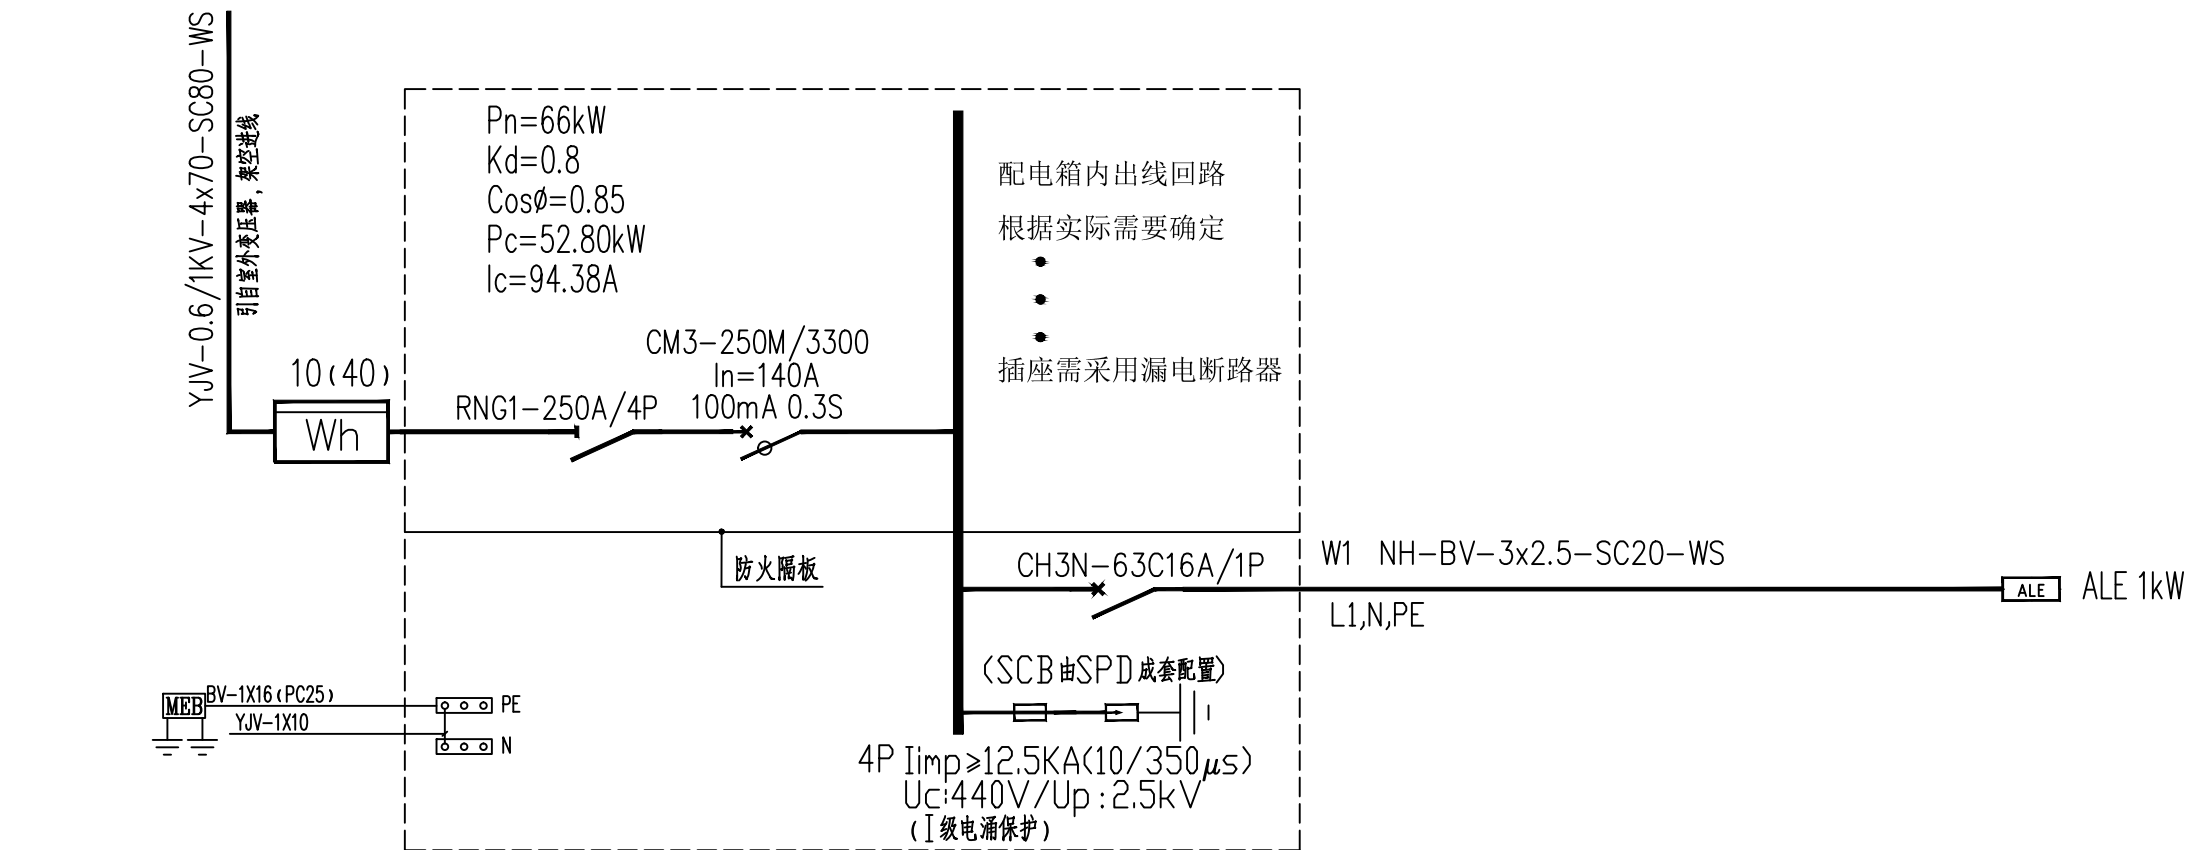 YJV-0.6/1KV-4x70-SC80-WS
引自室外变压器，架空进线
Pn=66kW
Kd=0.8
Cosø=0.85
Pc=52.80kW
Ic=94.38A
配电箱内出线回路
根据实际需要确定
插座需采用漏电断路器
10(40)
Wh
RNG1-250A/4P
CM3-250M/3300
In=140A
100mA 0.3S
防火隔板
CH3N-63C16A/1P
W1 NH-BV-3x2.5-SC20-WS
L1,N,PE
ALE
ALE 1kW
(SCB由SPD成套配置)
MEB
BV-1X16(PC25)
YJV-1X10
PE
N
4P Iimp≥12.5KA(10/350μs)
Uc:440V/Up:2.5kV
(I级电涌保护)